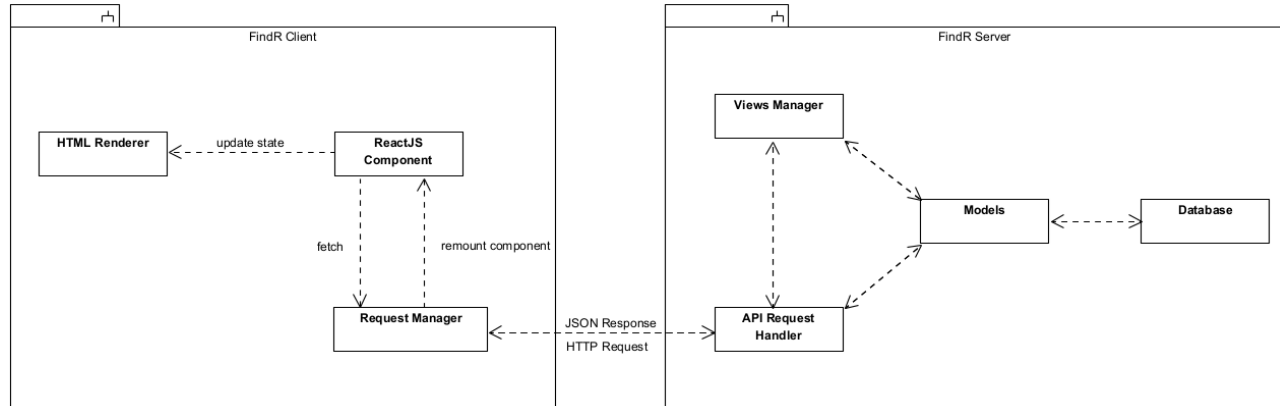 FindR Client
FindR Server
Views Manager
HTML Renderer
update state
ReactJS
Component
Models
Database
fetch
remount component
Request Manager
JSON Response
HTTP Request
API Request
Handler